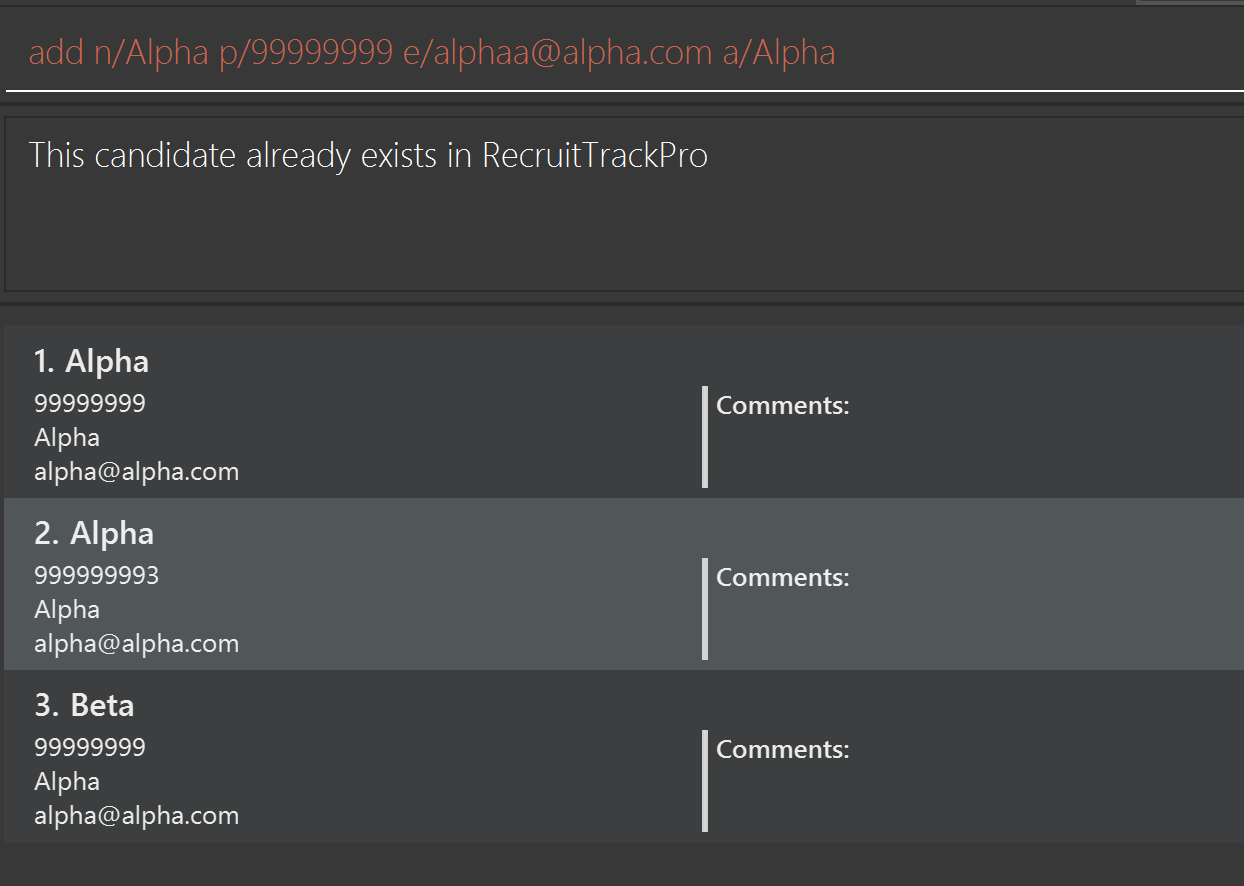 add n/Alpha p/99999999 e/alphaa@alpha.com a/Alpha
This candidate already exists in RecruitTrackPro
1. Alpha
99999999
Comments:
Alpha
alpha@alpha.com
2. Alpha
999999993
Comments:
Alpha
alpha@alpha.com
3. Beta
99999999
Comments:
Alpha
alpha@alpha.com